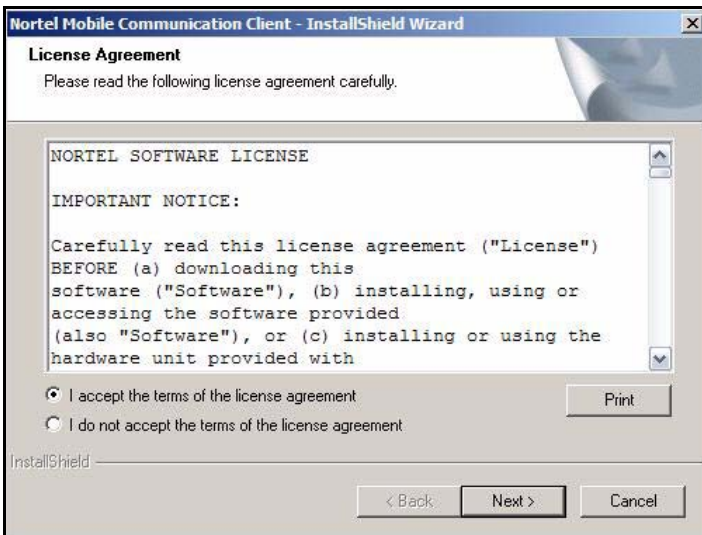 Nortel Mobile Communication Client - InstallShield Wizard
License Agreement
Please read the following license agreement carefully.
NORTEL SOFTWARE LICENSE
IMPORTANT NOTICE:
Carefully read this license agreement ("License")
BEFORE (a) downloading this
software ("Software"), (b) installing, using or
accessing the software provided
(also "Software"), or (c) installing or using the
hardware unit provided with
I accept the terms of the license agreement
Print
I do not accept the terms of the license agreement
InstallShield
< Back
Next >
Cancel